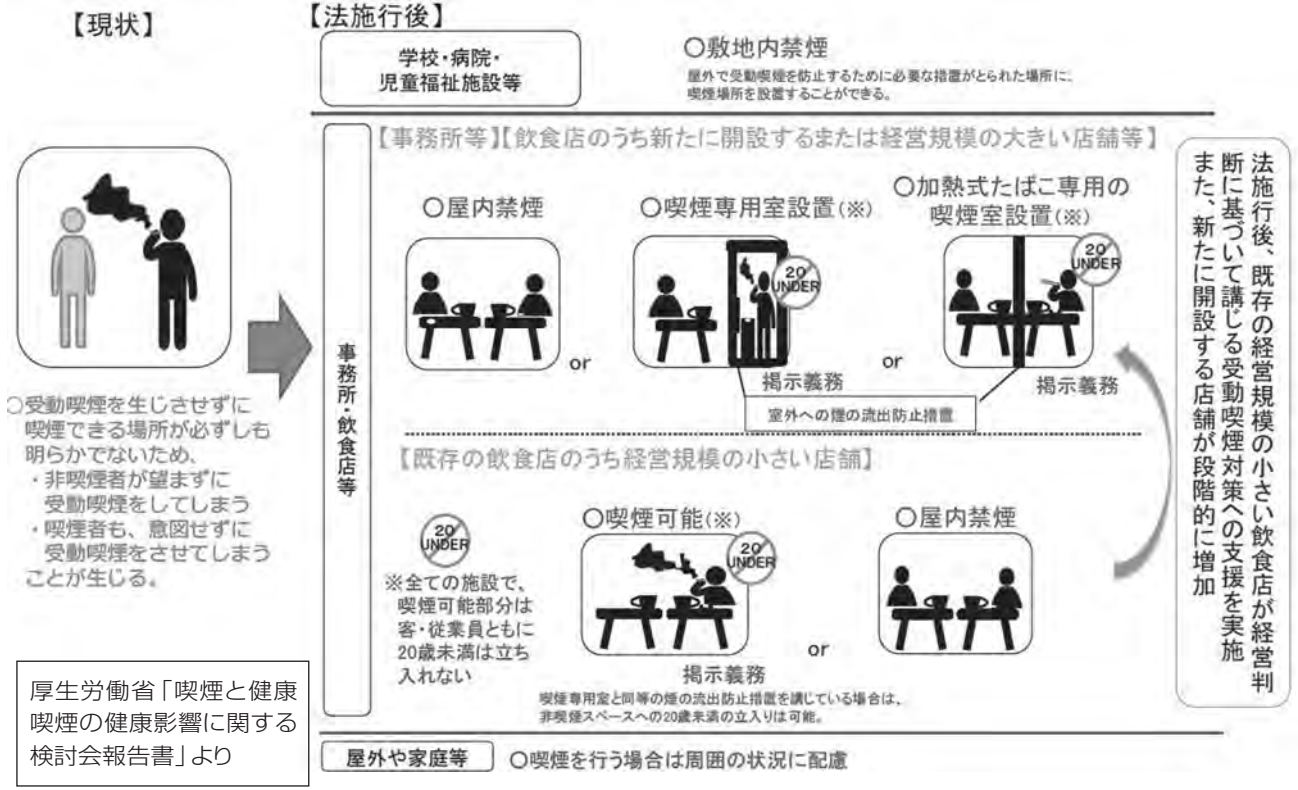 【現状】
○受動喫煙を生じさせずに
喫煙できる場所が必ずしも
明らかでないため、
・非喫煙者が望まずに
受動喫煙をしてしまう
・喫煙者も、意図せずに
受動喫煙をさせてしまう
ことが生じる。
厚生労働省「喫煙と健康
喫煙の健康影響に関する
検討会報告書」より
【法施行後】
学校・病院・
児童福祉施設等
○敷地内禁煙
屋外で受動喫煙を防止するために必要な措置がとられた場所に、
喫煙場所を設置することができる。
事務所・飲食店等
【事務所等】【飲食店のうち新たに開設するまたは経営規模の大きい店舗等】
○屋内禁煙
or
○喫煙専用室設置(※)
20
UNDER
掲示義務
or
○加熱式たばこ専用の
喫煙室設置(※)
20
UNDER
掲示義務
室外への煙の流出防止措置
【既存の飲食店のうち経営規模の小さい店舗】
20
UNDER
※全ての施設で、
喫煙可能部分は
客・従業員ともに
20歳未満は立ち
入れない
○喫煙可能(※)
20
UNDER
掲示義務
or
○屋内禁煙
喫煙専用室と同等の煙の流出防止措置を講じている場合は、
非喫煙スペースへの20歳未満の立入りは可能。
法施行後、既存の経営規模の小さい飲食店が経営判
断に基づいて講じる受動喫煙対策への支援を実施
また、新たに開設する店舗が段階的に増加
屋外や家庭等
○喫煙を行う場合は周囲の状況に配慮